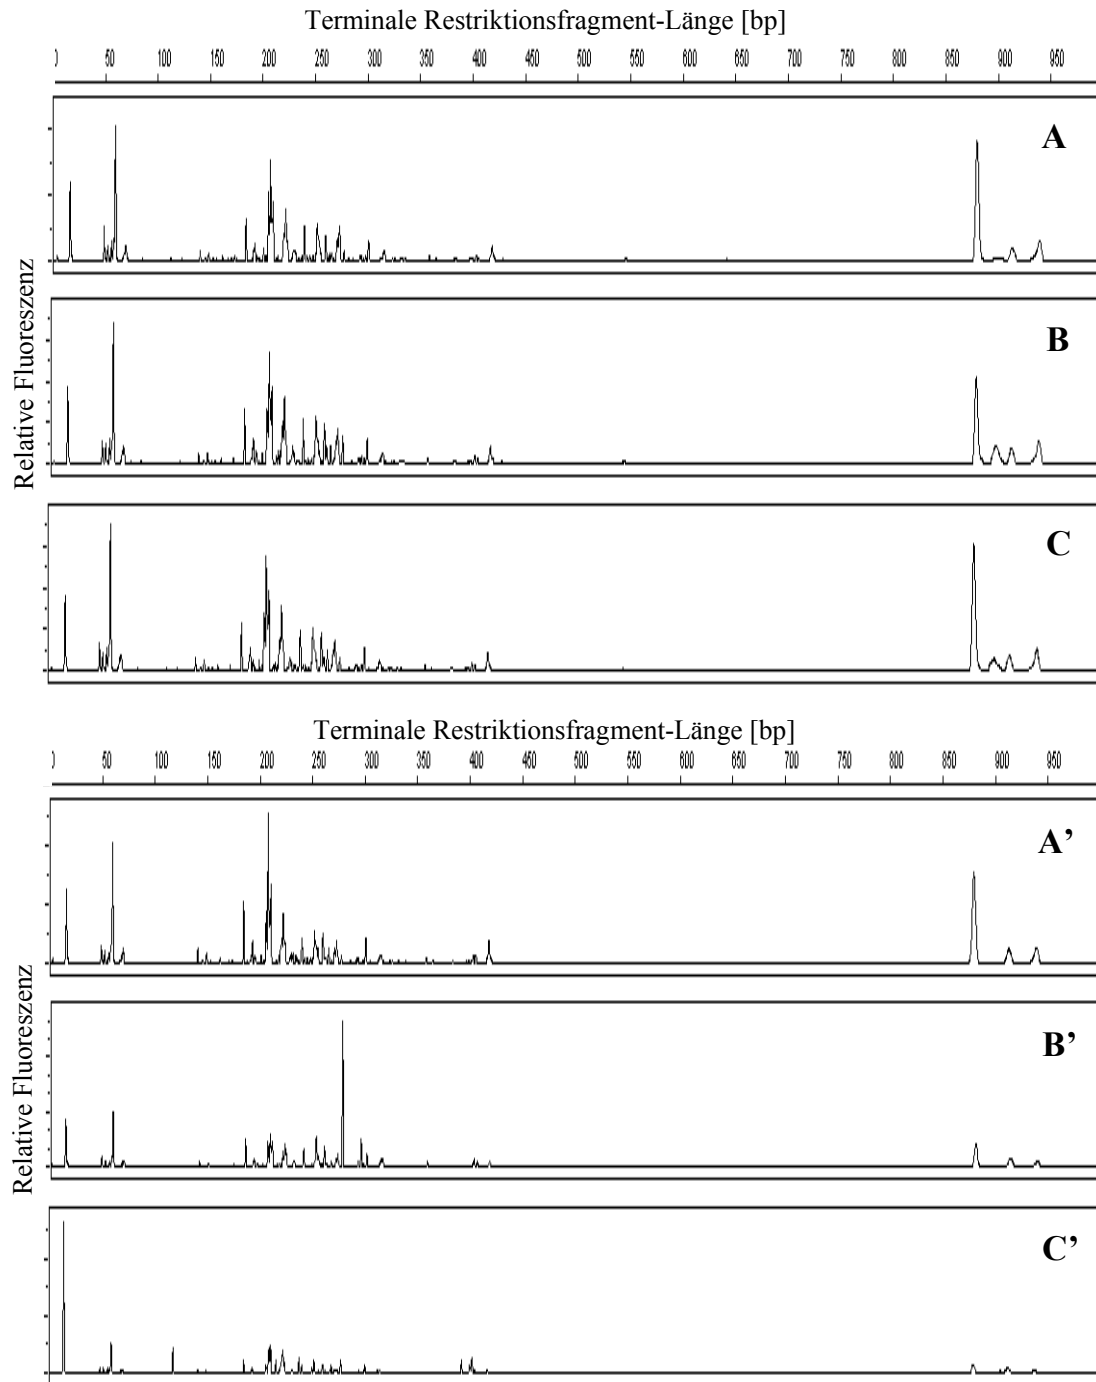 Terminale Restriktionsfragment-Länge [bp]
0 50 100 150 200 250 300 350 400 450 500 550 600 650 700 750 800 850 900 950
A
Relative Fluoreszenz
B
C
Terminale Restriktionsfragment-Länge [bp]
0 50 100 150 200 250 300 350 400 450 500 550 600 650 700 750 800 850 900 950
A’
Relative Fluoreszenz
B’
C’